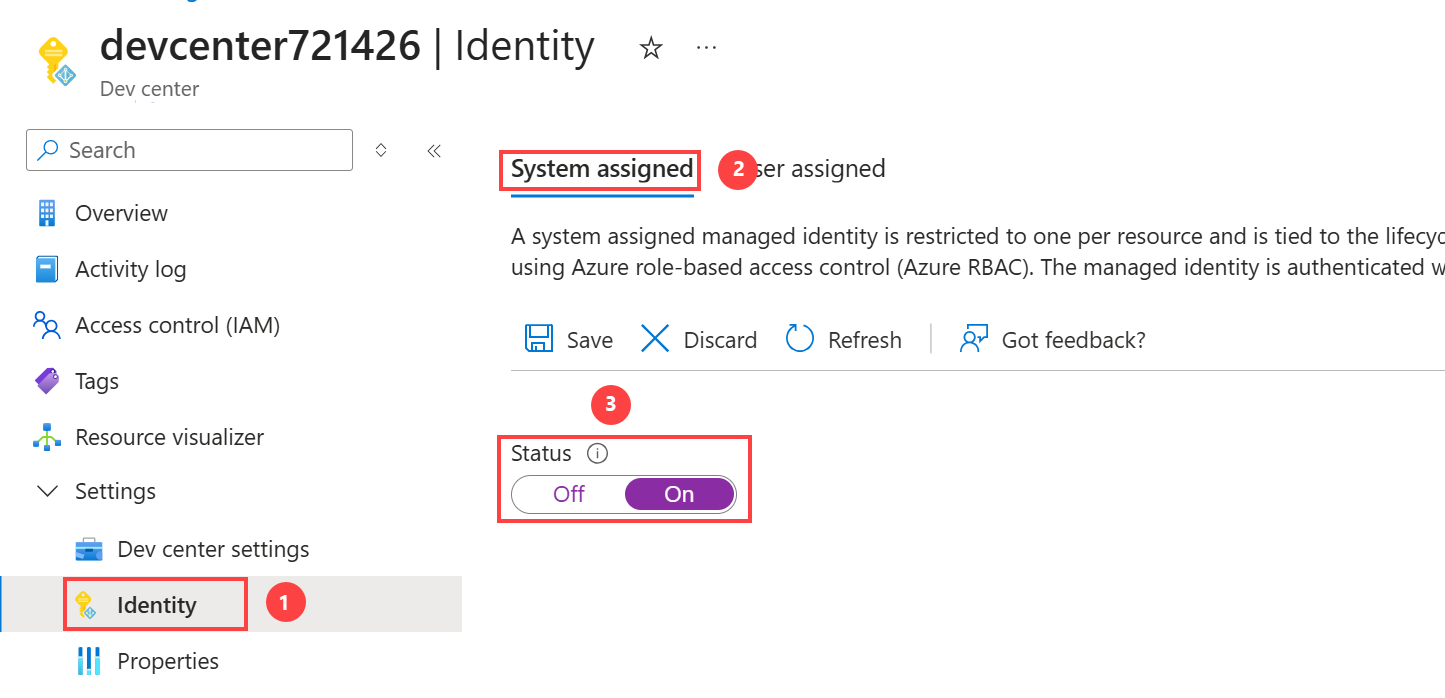 devcenter721426 | Identity
Dev center
Search
Overview
Activity log
Access control (IAM)
Tags
Resource visualizer
Settings
Dev center settings
Identity 1
Properties
System assigned 2 ser assigned
A system assigned managed identity is restricted to one per resource and is tied to the lifecyc
using Azure role-based access control (Azure RBAC). The managed identity is authenticated w
Save Discard Refresh Got feedback?
3
Status
Off On